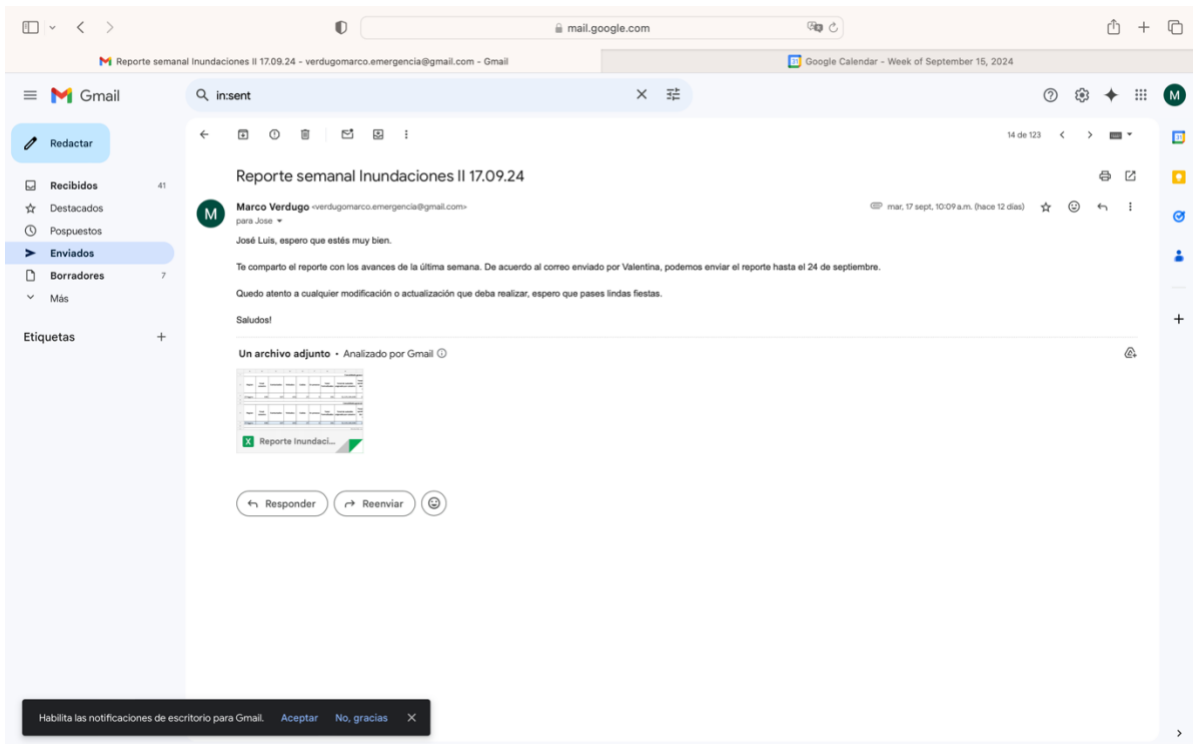 mail.google.com
Reporte semanal Inundaciones II 17.09.24 - verdugomarco.emergencia@gmail.com - Gmail
Google Calendar - Week of September 15, 2024
Gmail
in:sent
M
Redactar
14 de 123
Recibidos 41
Destacados
Pospuestos
Enviados
Borradores 7
Más
Etiquetas
Reporte semanal Inundaciones II 17.09.24
M
Marco Verdugo <verdugomarco.emergencia@gmail.com>
mar, 17 sept, 10:09 a.m. (hace 12 días)
para Jose
José Luis, espero que estés muy bien.
Te comparto el reporte con los avances de la última semana. De acuerdo al correo enviado por Valentina, podemos enviar el reporte hasta el 24 de septiembre.
Quedo atento a cualquier modificación o actualización que deba realizar, espero que pases lindas fiestas.
Saludos!
Un archivo adjunto • Analizado por Gmail
X Reporte Inundaci...
Responder
Reenviar
Habilita las notificaciones de escritorio para Gmail. Aceptar No, gracias